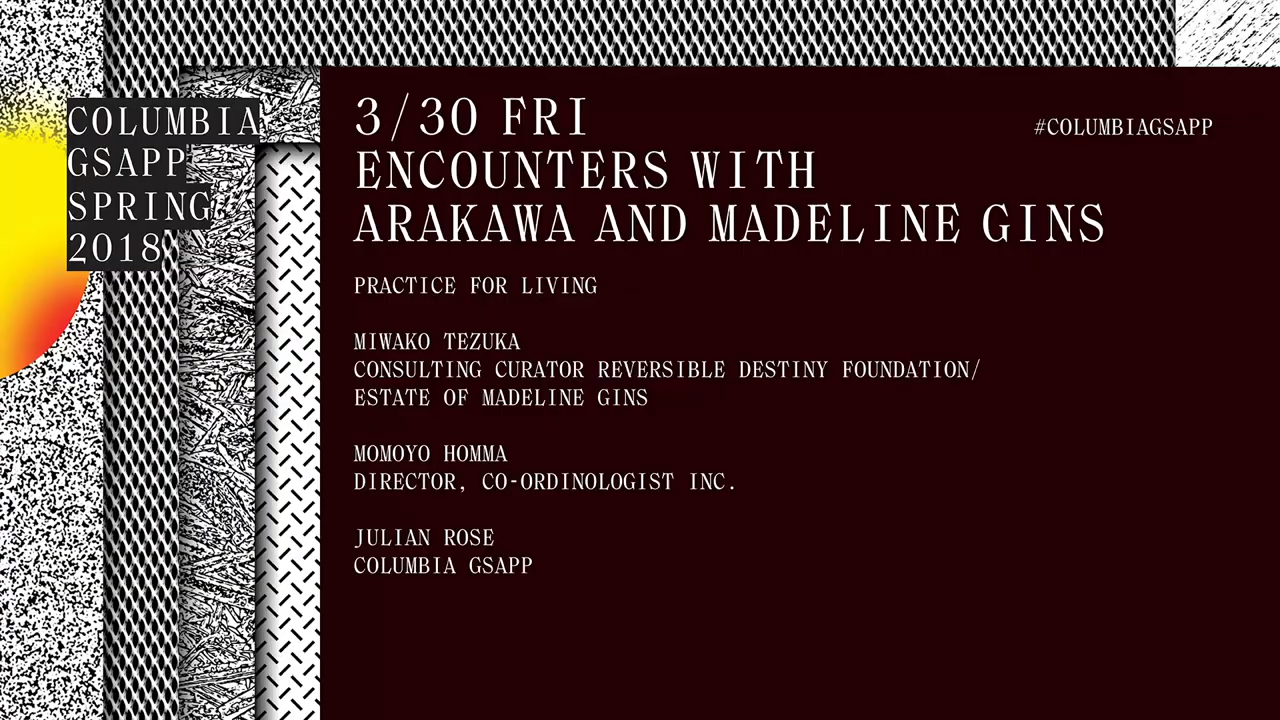 COLUMBIA
GSAPP
SPRING
2018
3/30 FRI
ENCOUNTERS WITH
ARAKAWA AND MADELINE GINS
#COLUMBIAGSAPP
PRACTICE FOR LIVING
MIWAKO TEZUKA
CONSULTING CURATOR REVERSIBLE DESTINY FOUNDATION/
ESTATE OF MADELINE GINS
MOMOYO HOMMA
DIRECTOR, CO-ORDINOLOGIST INC.
JULIAN ROSE
COLUMBIA GSAPP